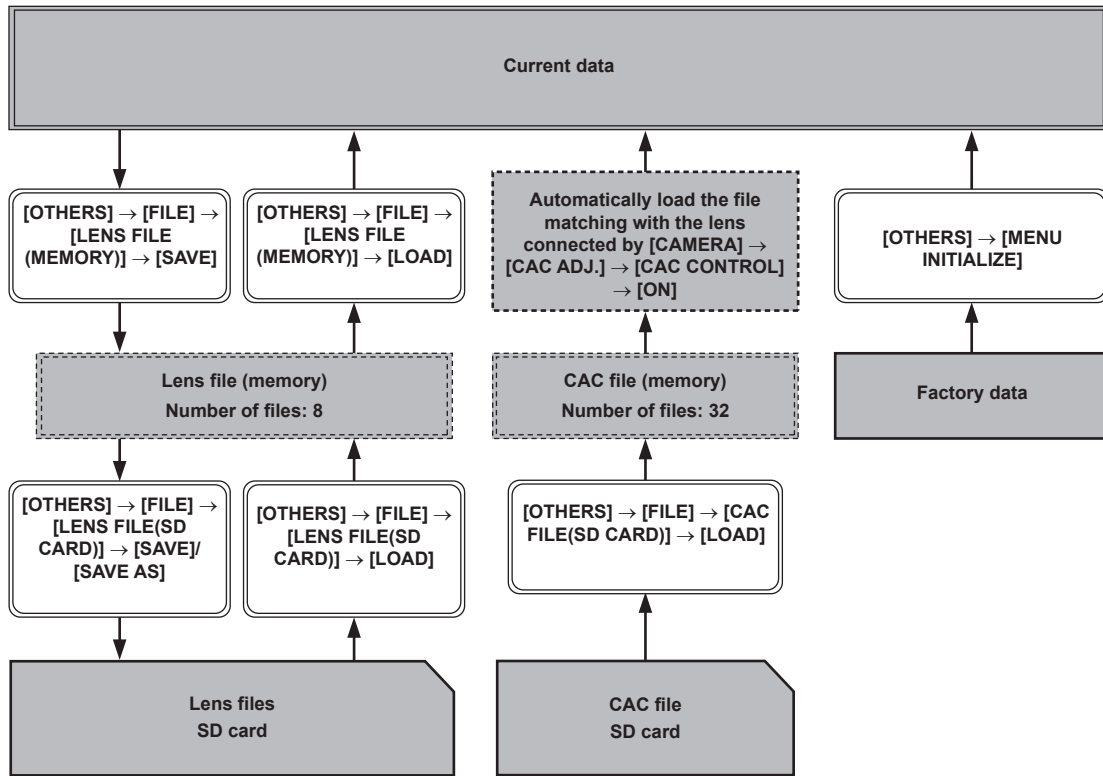 Current data
[OTHERS] → [FILE] →
[LENS FILE
(MEMORY)] → [SAVE]
[OTHERS] → [FILE] →
[LENS FILE
(MEMORY)] → [LOAD]
Automatically load the file
matching with the lens
connected by [CAMERA] →
[CAC ADJ.] → [CAC CONTROL]
→ [ON]
[OTHERS] → [MENU
INITIALIZE]
Lens file (memory)
Number of files: 8
CAC file (memory)
Number of files: 32
Factory data
[OTHERS] → [FILE] →
[LENS FILE(SD
CARD)] → [SAVE]/
[SAVE AS]
[OTHERS] → [FILE] →
[LENS FILE(SD
CARD)] → [LOAD]
[OTHERS] → [FILE] → [CAC
FILE(SD CARD)] → [LOAD]
Lens files
SD card
CAC file
SD card